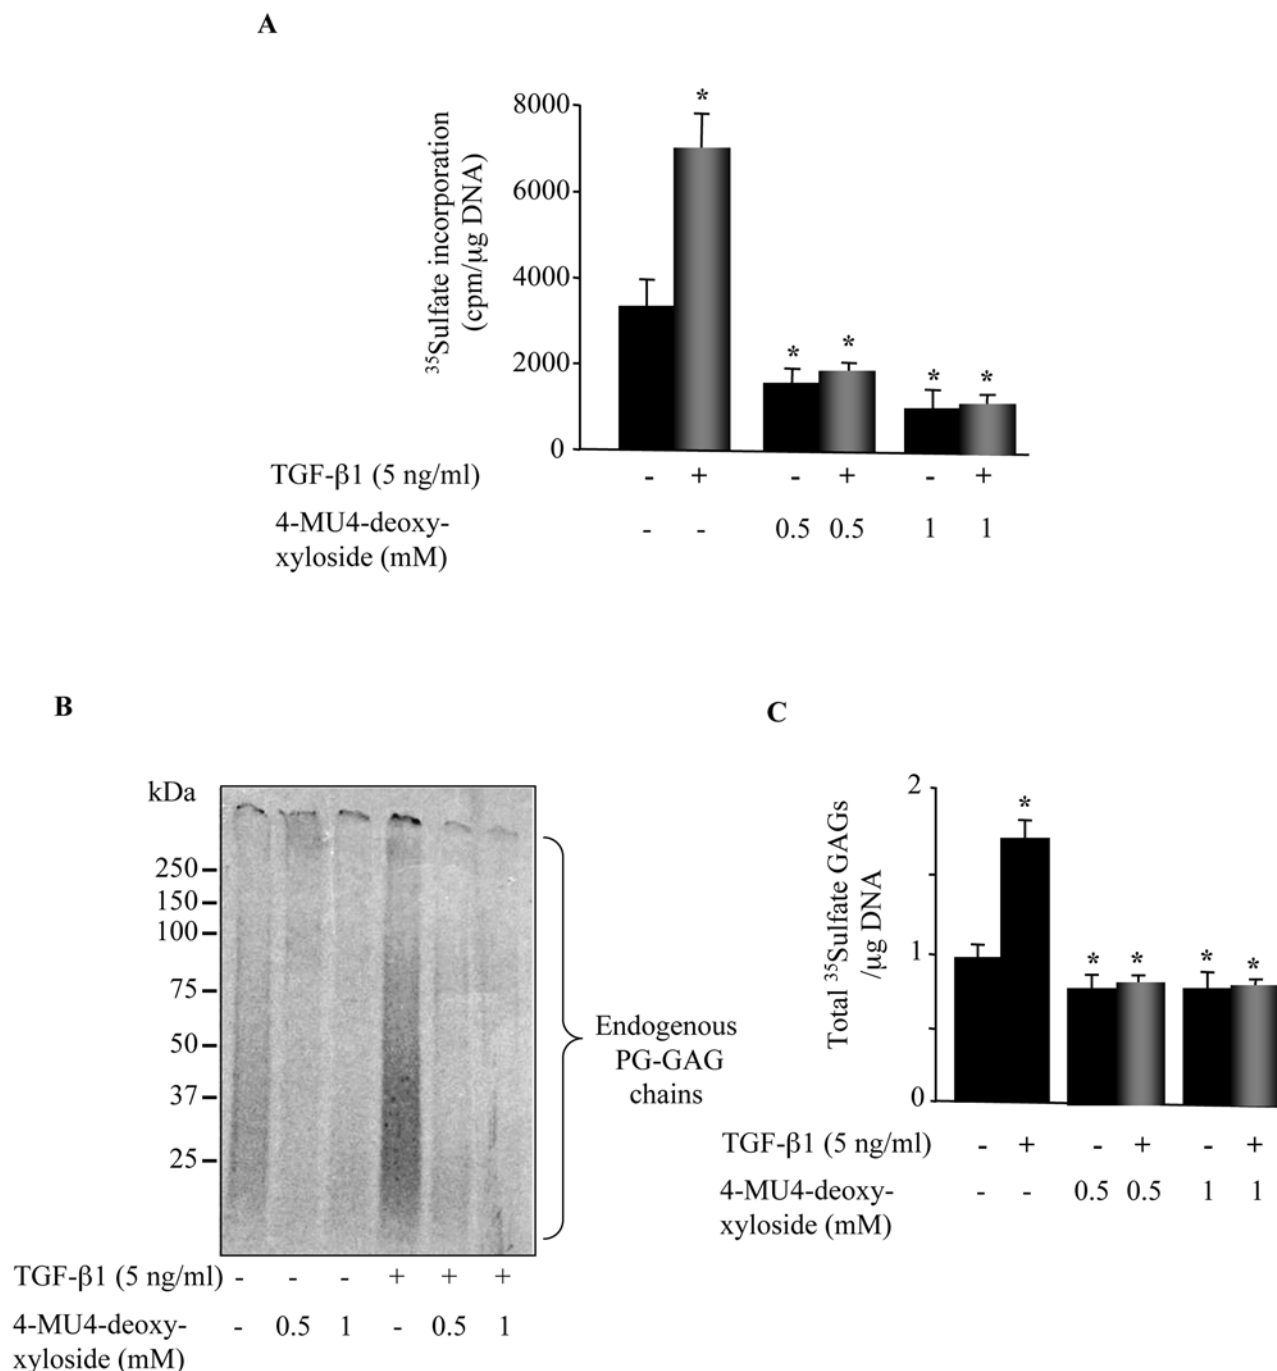 A
8000
6000
4000
2000
0
³⁵Sulfate incorporation
(cpm/µg DNA)
* * * * *
TGF-β1 (5 ng/ml) - + - + - +
4-MU4-deoxy-
xyloside (mM) - - 0.5 0.5 1 1
B
kDa
250
150
100
75
50
37
25
Endogenous
PG-GAG
chains
TGF-β1 (5 ng/ml) - - - + + +
4-MU4-deoxy-
xyloside (mM) - 0.5 1 - 0.5 1
C
2
1
0
Total ³⁵Sulfate GAGs
/µg DNA
* * * * *
TGF-β1 (5 ng/ml) - + - + - +
4-MU4-deoxy-
xyloside (mM) - - 0.5 0.5 1 1